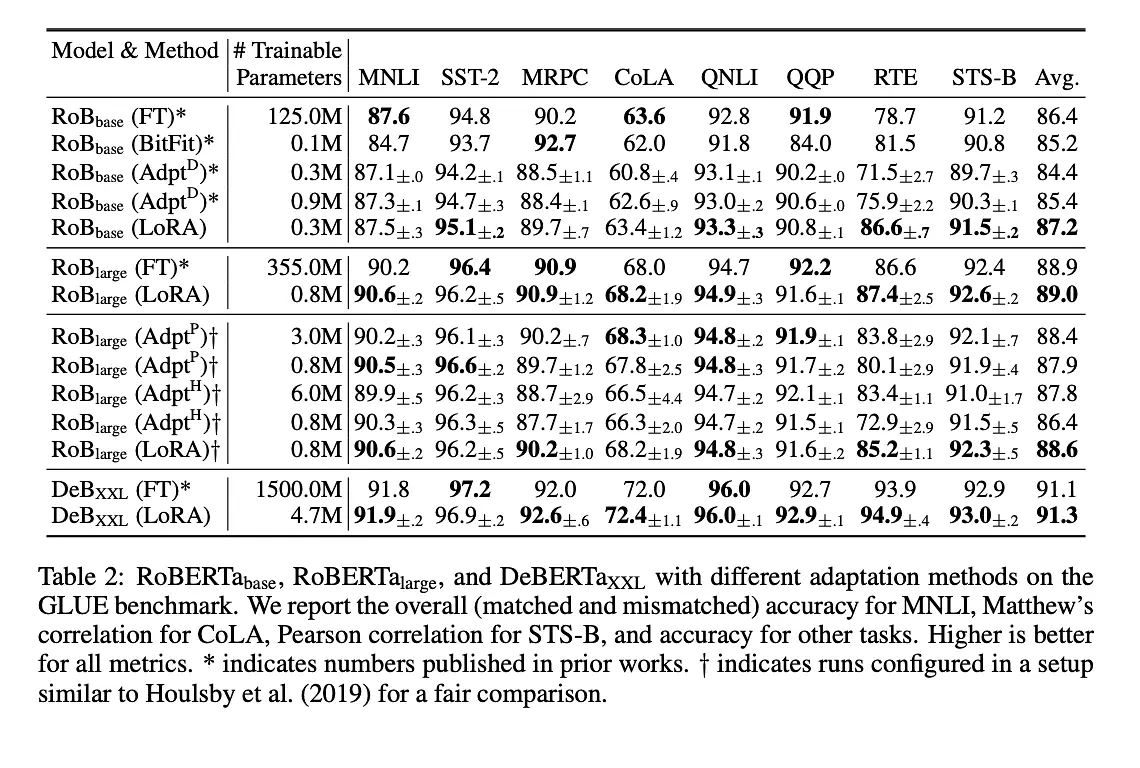 Model & Method # Trainable
Parameters MNLI SST-2 MRPC CoLA QNLI QQP RTE STS-B Avg.
RoBbase (FT)* 125.0M 87.6 94.8 90.2 63.6 92.8 91.9 78.7 91.2 86.4
RoBbase (BitFit)* 0.1M 84.7 93.7 92.7 62.0 91.8 84.0 81.5 90.8 85.2
RoBbase (AdptD)* 0.3M 87.1±.0 94.2±.1 88.5±1.1 60.8±.4 93.1±.1 90.2±.0 71.5±2.7 89.7±.3 84.4
RoBbase (AdptD)* 0.9M 87.3±.1 94.7±.3 88.4±.1 62.6±.9 93.0±.2 90.6±.0 75.9±2.2 90.3±.1 85.4
RoBbase (LoRA) 0.3M 87.5±.3 95.1±.2 89.7±.7 63.4±1.2 93.3±.3 90.8±.1 86.6±.7 91.5±.2 87.2
RoBlarge (FT)* 355.0M 90.2 96.4 90.9 68.0 94.7 92.2 86.6 92.4 88.9
RoBlarge (LoRA) 0.8M 90.6±.2 96.2±.5 90.9±1.2 68.2±1.9 94.9±.3 91.6±.1 87.4±2.5 92.6±.2 89.0
RoBlarge (AdptP)† 3.0M 90.2±.3 96.1±.3 90.2±.7 68.3±1.0 94.8±.2 91.9±.1 83.8±2.9 92.1±.7 88.4
RoBlarge (AdptP)† 0.8M 90.5±.3 96.6±.2 89.7±1.2 67.8±2.5 94.8±.3 91.7±.2 80.1±2.9 91.9±.4 87.9
RoBlarge (AdptH)† 6.0M 89.9±.5 96.2±.3 88.7±2.9 66.5±4.4 94.7±.2 92.1±.1 83.4±1.1 91.0±1.7 87.8
RoBlarge (AdptH)† 0.8M 90.3±.3 96.3±.5 87.7±1.7 66.3±2.0 94.7±.2 91.5±.1 72.9±2.9 91.5±.5 86.4
RoBlarge (LoRA)† 0.8M 90.6±.2 96.2±.5 90.2±1.0 68.2±1.9 94.8±.3 91.6±.2 85.2±1.1 92.3±.5 88.6
DeBXXL (FT)* 1500.0M 91.8 97.2 92.0 72.0 96.0 92.7 93.9 92.9 91.1
DeBXXL (LoRA) 4.7M 91.9±.2 96.9±.2 92.6±.6 72.4±1.1 96.0±.1 92.9±.1 94.9±.4 93.0±.2 91.3
Table 2: RoBERTabase, RoBERTalarge, and DeBERTaXXL with different adaptation methods on the
GLUE benchmark. We report the overall (matched and mismatched) accuracy for MNLI, Matthew's
correlation for CoLA, Pearson correlation for STS-B, and accuracy for other tasks. Higher is better
for all metrics. * indicates numbers published in prior works. † indicates runs configured in a setup
similar to Houlsby et al. (2019) for a fair comparison.